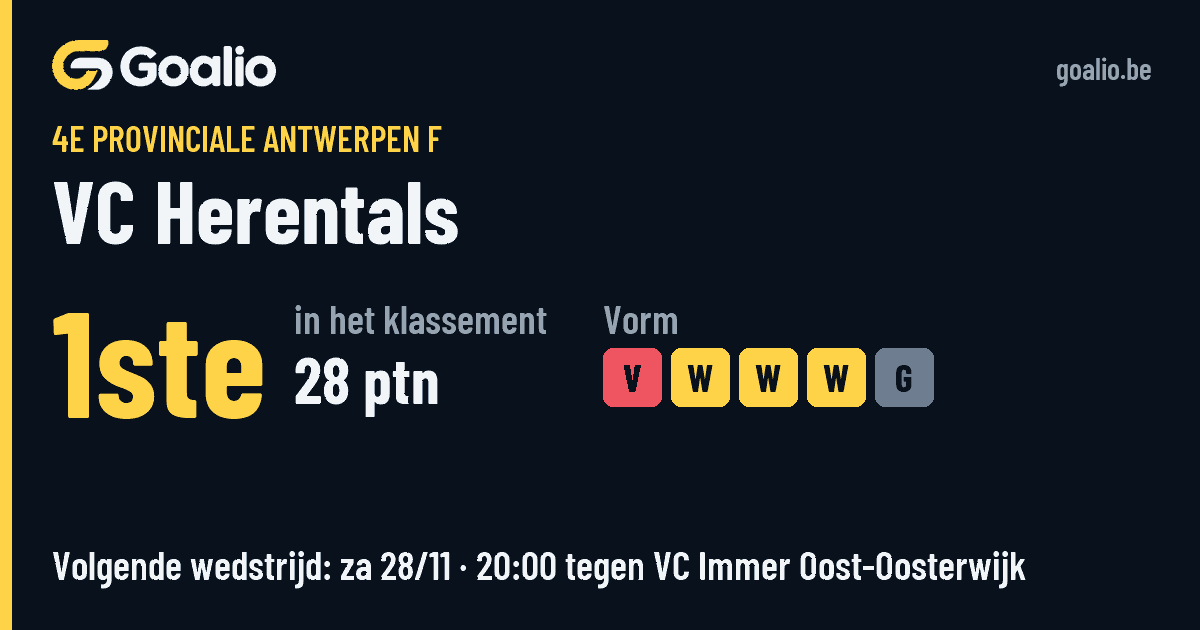 Goalio
goalio.be
4E PROVINCIALE ANTWERPEN F
VC Herentals
1ste
in het klassement
28 ptn
Vorm
V W W W G
Volgende wedstrijd: za 28/11 · 20:00 tegen VC Immer Oost-Oosterwijk